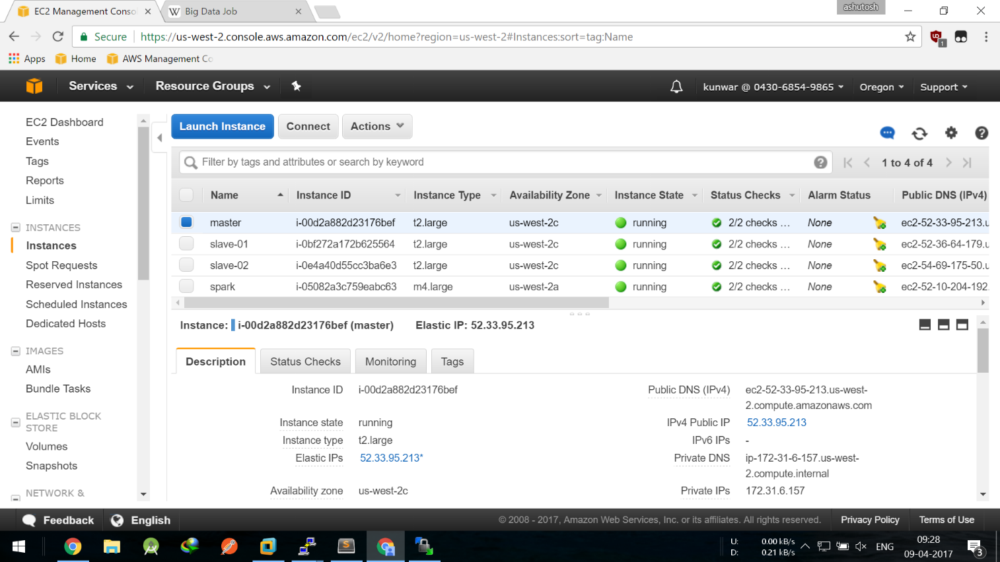 EC2 Management Conso
Big Data Job
ashutosh
Secure
https://us-west-2.console.aws.amazon.com/ec2/v2/home?region=us-west-2#Instances:sort=tag:Name
1
Apps
Home
AWS Management Co
Services
Resource Groups
kunwar @ 0430-6854-9865
Oregon
Support
EC2 Dashboard
Events
Tags
Reports
Limits
INSTANCES
Instances
Spot Requests
Reserved Instances
Scheduled Instances
Dedicated Hosts
IMAGES
AMIs
Bundle Tasks
ELASTIC BLOCK
STORE
Volumes
Snapshots
NETWORK &
Launch Instance
Connect
Actions
Filter by tags and attributes or search by keyword
1 to 4 of 4
Name Instance ID Instance Type Availability Zone Instance State Status Checks Alarm Status Public DNS (IPv4)
master i-00d2a882d23176bef t2.large us-west-2c running 2/2 checks ... None ec2-52-33-95-213.u
slave-01 i-0bf272a172b625564 t2.large us-west-2c running 2/2 checks ... None ec2-52-36-64-179.u
slave-02 i-0e4a40d55cc3ba6e3 t2.large us-west-2c running 2/2 checks ... None ec2-54-69-175-50.u
spark i-05082a3c759eabc63 m4.large us-west-2a running 2/2 checks ... None ec2-52-10-204-192.
Instance: i-00d2a882d23176bef (master) Elastic IP: 52.33.95.213
Description
Status Checks
Monitoring
Tags
Instance ID i-00d2a882d23176bef
Instance state running
Instance type t2.large
Elastic IPs 52.33.95.213*
Availability zone us-west-2c
Public DNS (IPv4) ec2-52-33-95-213.us-west-
2.compute.amazonaws.com
IPv4 Public IP 52.33.95.213
IPv6 IPs -
Private DNS ip-172-31-6-157.us-west-
2.compute.internal
Private IPs 172.31.6.157
Feedback
English
© 2008 - 2017, Amazon Web Services, Inc. or its affiliates. All rights reserved.
Privacy Policy
Terms of Use
U: 0.00 kB/s
D: 0.21 kB/s
ENG
09:28
09-04-2017
3